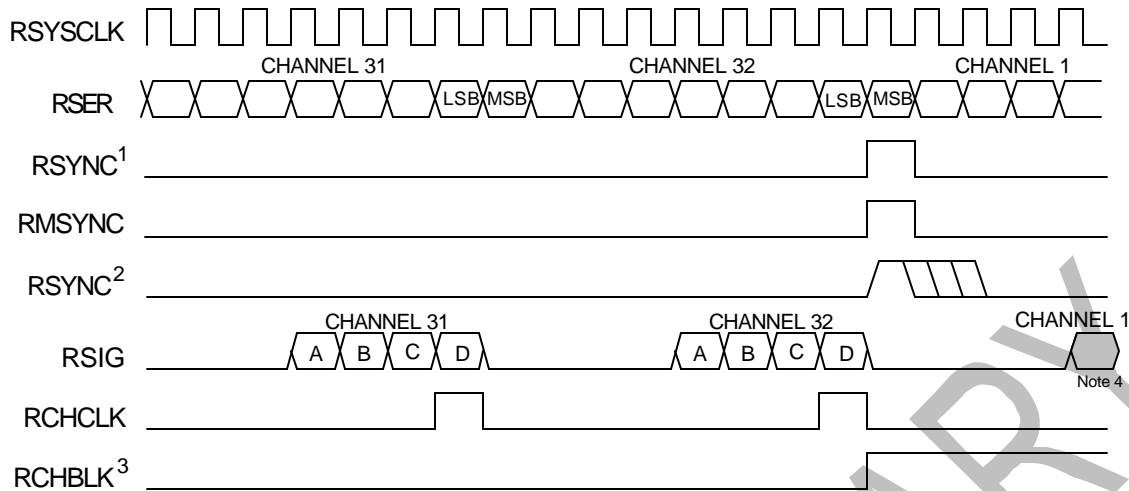 RSYSCLK
CHANNEL 31 CHANNEL 32 CHANNEL 1
RSER LSB MSB LSB MSB
RSYNC¹
RMSYNC
RSYNC²
CHANNEL 31 CHANNEL 32 CHANNEL 1
RSIG A B C D A B C D
Note 4
RCHCLK
RCHBLK³